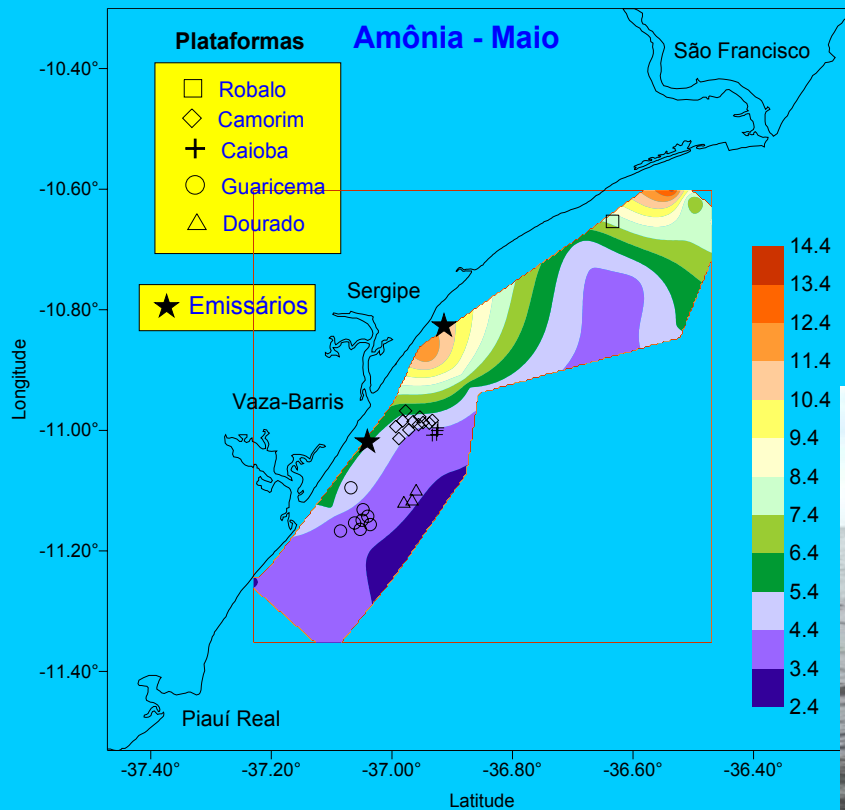 Amônia - Maio
Plataformas
Robalo
Camorim
Caioba
Guaricema
Dourado
Emissários
São Francisco
Sergipe
Vaza-Barris
Piauí Real
Longitude
-10.40°
-10.60°
-10.80°
-11.00°
-11.20°
-11.40°
-37.40°
-37.20°
-37.00°
-36.80°
-36.60°
-36.40°
Latitude
14.4
13.4
12.4
11.4
10.4
9.4
8.4
7.4
6.4
5.4
4.4
3.4
2.4